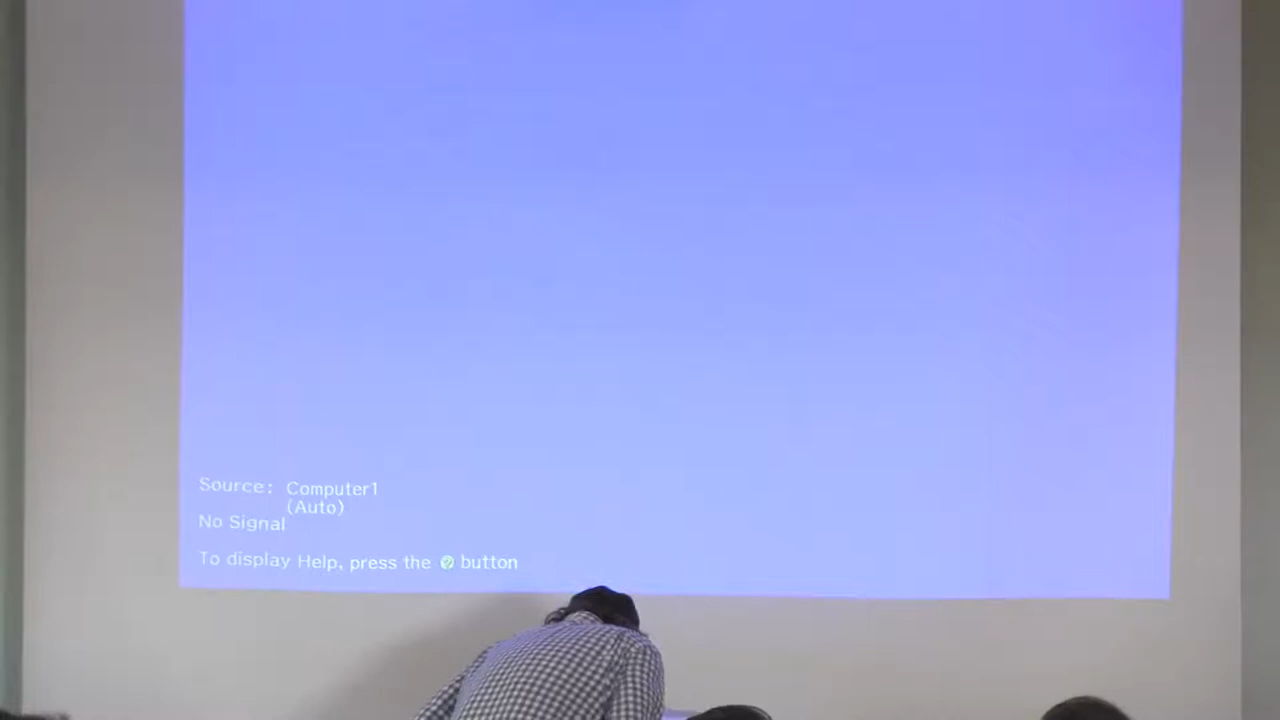 Source: Computer1
(Auto)
No Signal
To display Help, press the ? button